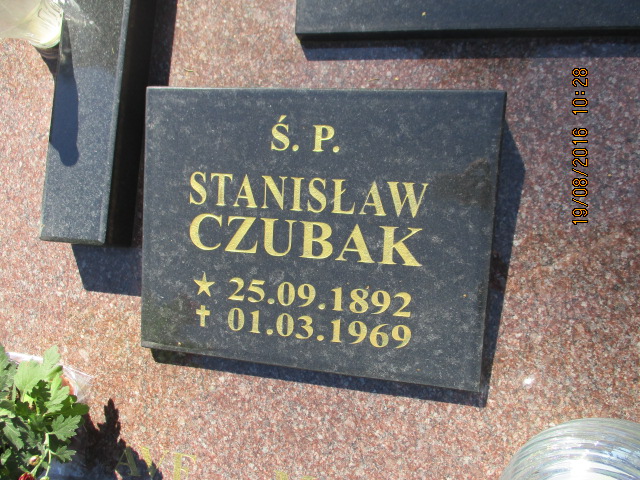 Ś. P.
STANISŁAW
CZUBAK
★ 25.09.1892
✝ 01.03.1969
19/08/2016 10:28